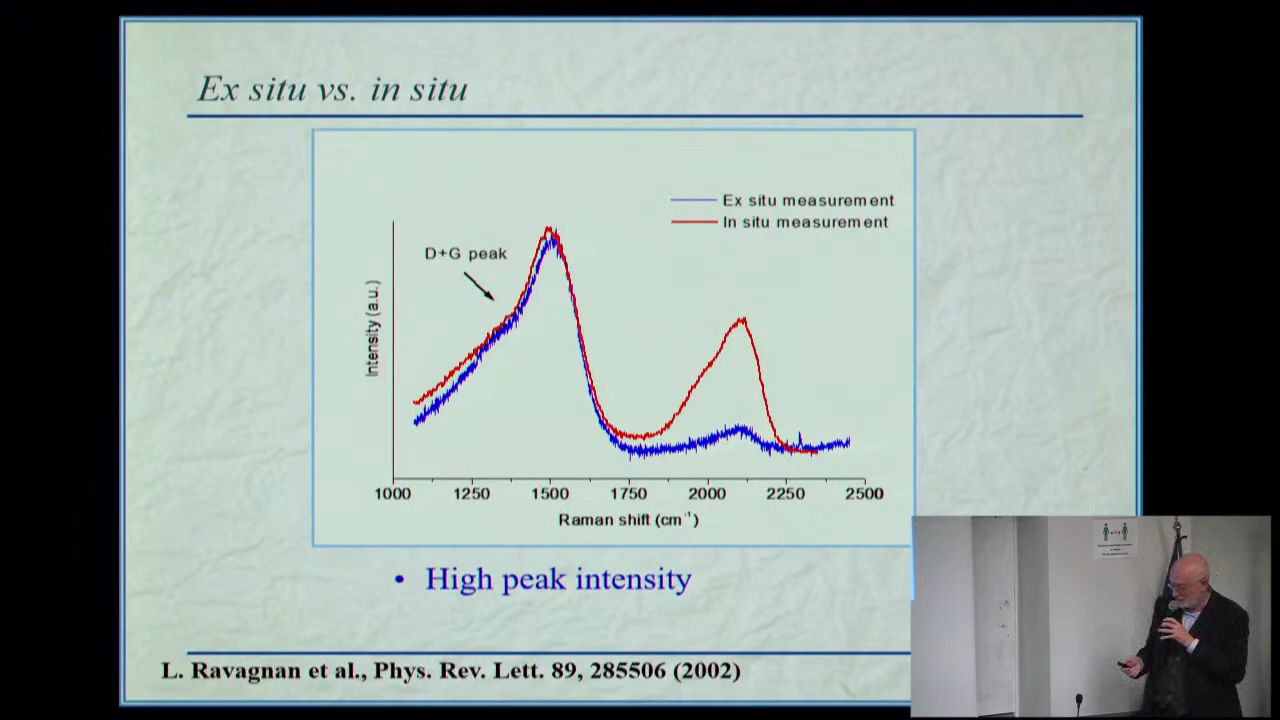 Ex situ vs. in situ
Ex situ measurement
In situ measurement
D+G peak
Intensity (a.u.)
1000 1250 1500 1750 2000 2250 2500
Raman shift (cm⁻¹)
• High peak intensity
L. Ravagnan et al., Phys. Rev. Lett. 89, 285506 (2002)